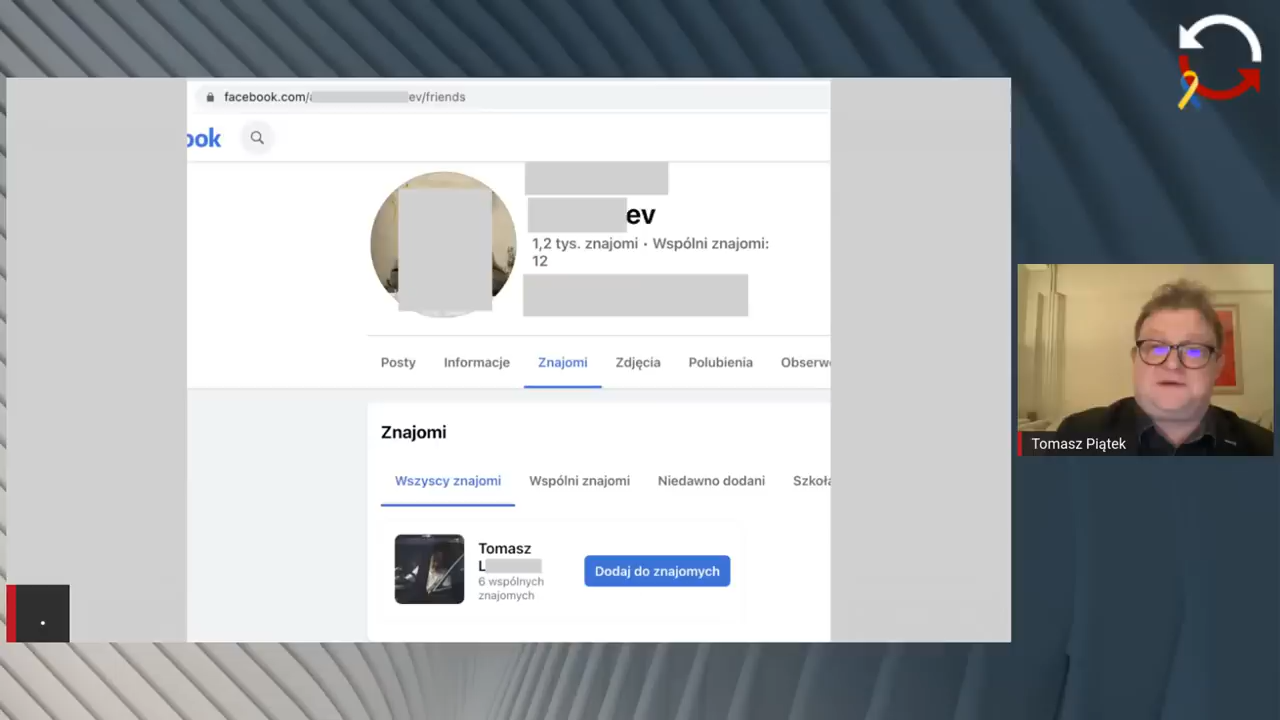 facebook.com/ ev/friends
ook
ev
1,2 tys. znajomi · Wspólni znajomi:
12
Posty Informacje Znajomi Zdjęcia Polubienia Obserw
Znajomi
Wszyscy znajomi Wspólni znajomi Niedawno dodani Szkoła
Tomasz
L
6 wspólnych
znajomych
Dodaj do znajomych
Tomasz Piątek
.